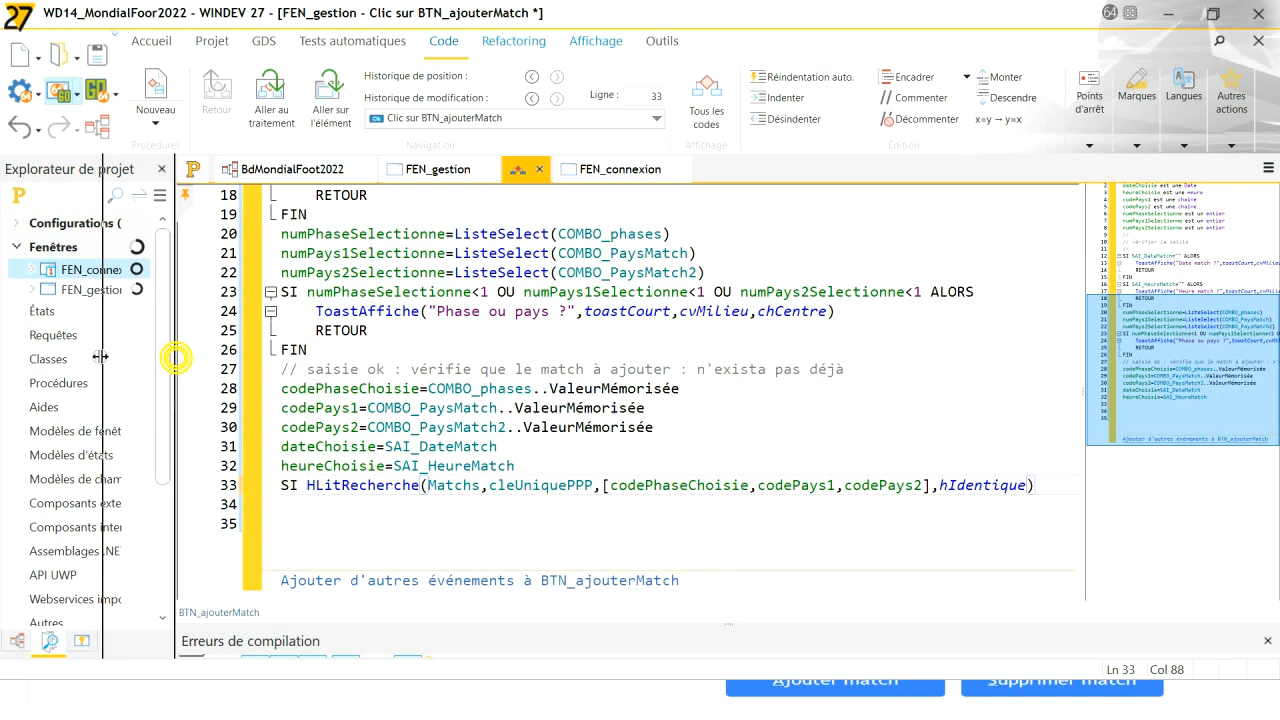 27 WD14_MondialFoor2022 - WINDEV 27 - [FEN_gestion - Clic sur BTN_ajouterMatch *]
64
Accueil Projet GDS Tests automatiques Code Refactoring Affichage Outils
Nouveau
Procédures
Retour
Aller au traitement
Aller sur l'élément
Historique de position :
Historique de modification :
Ligne : 33
Ok Clic sur BTN_ajouterMatch
Navigation
Tous les codes
Affichage
Réindentation auto.
Indenter
Désindenter
Encadrer
// Commenter
// Décommenter
Monter
Descendre
x=y → y=x
Edition
Points d'arrêt
Marques
Langues
Autres actions
GO
GO
Explorateur de projet
BdMondialFoot2022 FEN_gestion FEN_connexion
Configurations (
Fenêtres
FEN_conne
FEN_gestio
États
Requêtes
Classes
Procédures
Aides
Modèles de fenêt
Modèles d'états
Modèles de cham
Composants exte
Composants inter
Assemblages .NE
API UWP
Webservices impo
Autres
18 RETOUR
19 FIN
20 numPhaseSelectionne=ListeSelect(COMBO_phases)
21 numPays1Selectionne=ListeSelect(COMBO_PaysMatch)
22 numPays2Selectionne=ListeSelect(COMBO_PaysMatch2)
23 SI numPhaseSelectionne<1 OU numPays1Selectionne<1 OU numPays2Selectionne<1 ALORS
24 ToastAffiche("Phase ou pays ?",toastCourt,cvMilieu,chCentre)
25 RETOUR
26 FIN
27 // saisie ok : vérifie que le match à ajouter : n'exista pas déjà
28 codePhaseChoisie=COMBO_phases..ValeurMémorisée
29 codePays1=COMBO_PaysMatch..ValeurMémorisée
30 codePays2=COMBO_PaysMatch2..ValeurMémorisée
31 dateChoisie=SAI_DateMatch
32 heureChoisie=SAI_HeureMatch
33 SI HLitRecherche(Matchs,cleUniquePPP,[codePhaseChoisie,codePays1,codePays2],hIdentique)
34
35
Ajouter d'autres événements à BTN_ajouterMatch
BTN_ajouterMatch
Erreurs de compilation
Ln 33 Col 88
Ajouter match Supprimer match